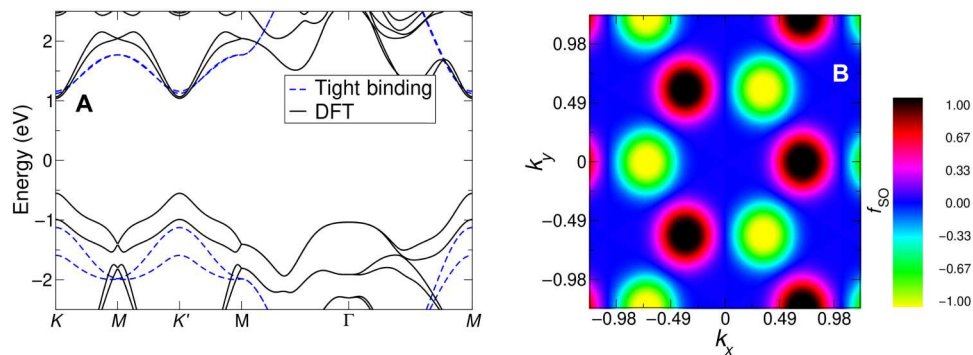 2
1
0
−1
−2
Energy (eV)
A
Tight binding
DFT
K
M
K'
M
Γ
M
0.98
0.49
0
−0.49
−0.98
k_y
B
−0.98
−0.49
0
0.49
0.98
k_x
f_SO
1.00
0.67
0.33
0.00
−0.33
−0.67
−1.00